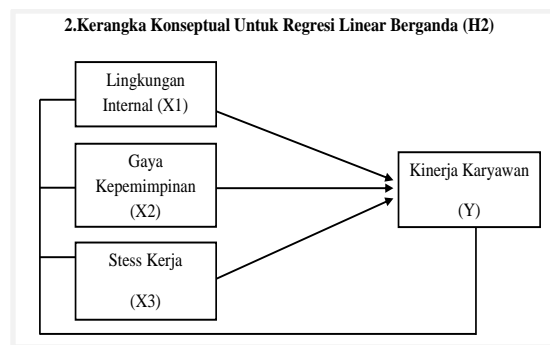 2.Kerangka Konseptual Untuk Regresi Linear Berganda (H2)
Lingkungan
Internal (X1)
Gaya
Kepemimpinan
(X2)
Stess Kerja
(X3)
Kinerja Karyawan
(Y)